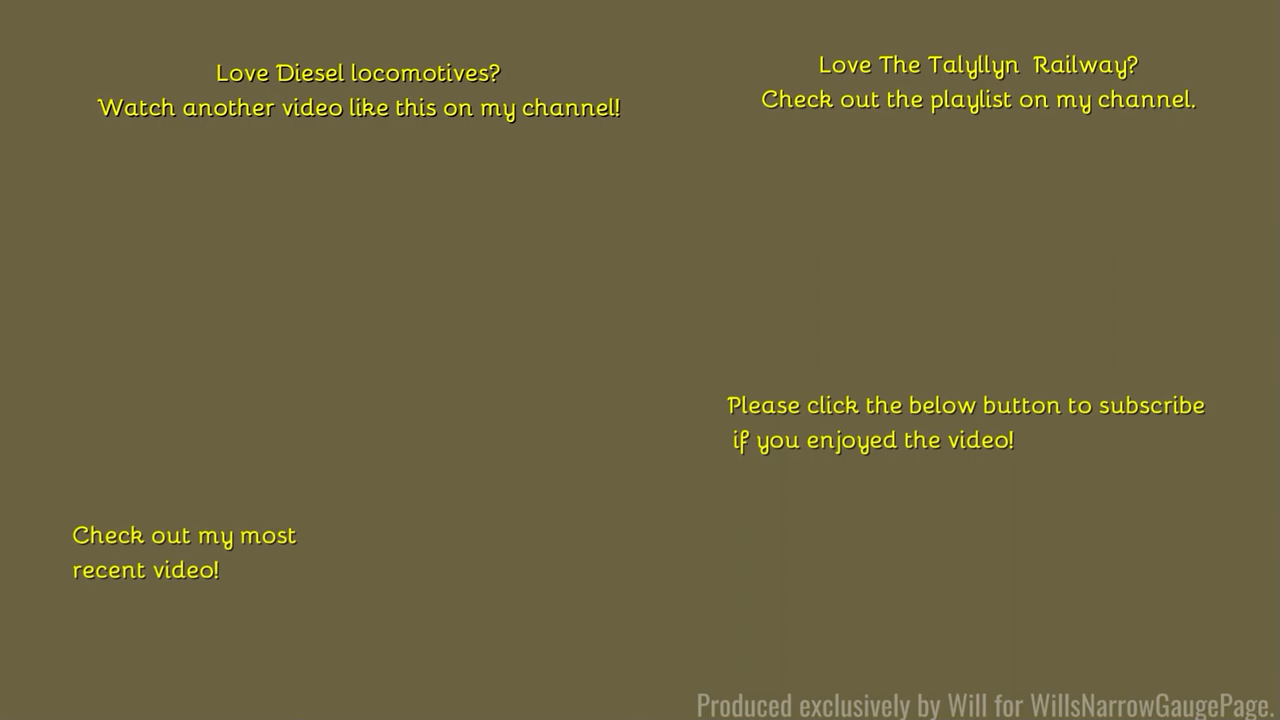 Love Diesel locomotives?
Watch another video like this on my channel!
Love The Talyllyn  Railway?
Check out the playlist on my channel.
Please click the below button to subscribe
if you enjoyed the video!
Check out my most
recent video!
Produced exclusively by Will for WillsNarrowGaugePage.